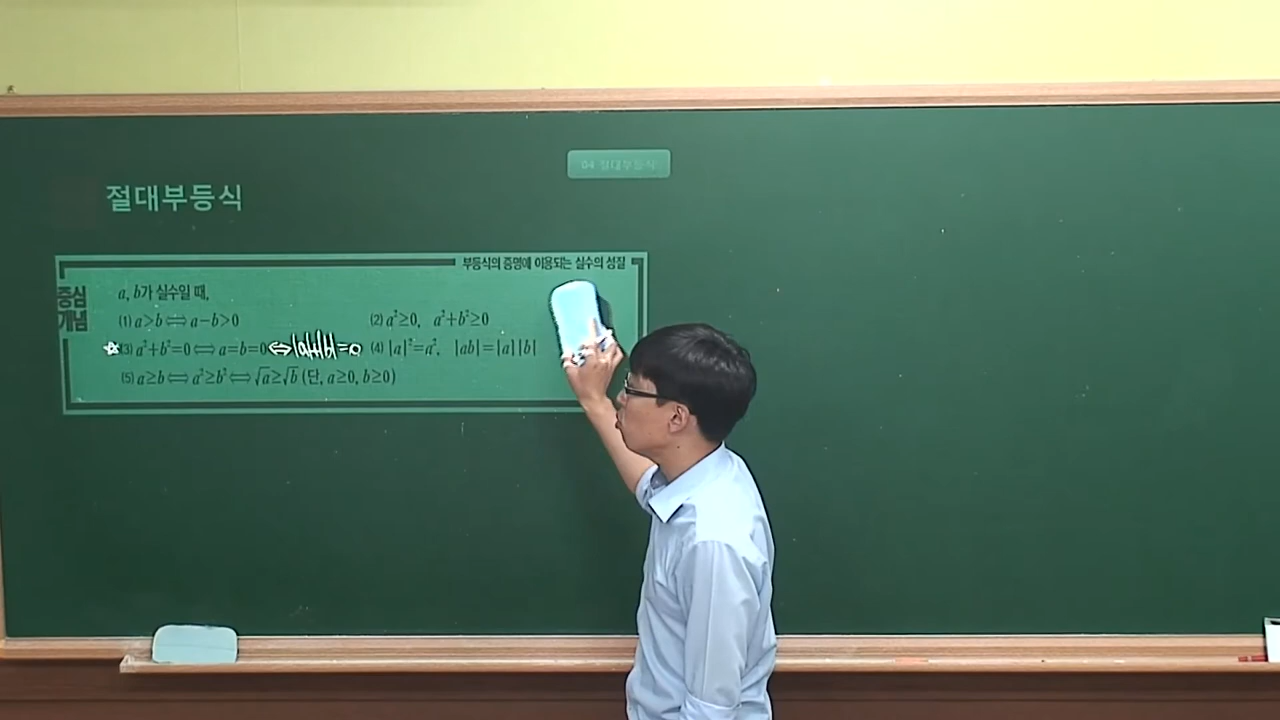 04 절대부등식
절대부등식
부등식의 증명에 이용되는 실수의 성질
중심
개념
a, b가 실수일 때,
(1) a>b ⟺ a−b>0 (2) a²≥0, a²+b²≥0
☆(3) a²+b²=0 ⟺ a=b=0 ⇔ =0 (4) |a|²=a², |ab|=|a||b|
(5) a≥b ⟺ a²≥b² ⟺ √a≥√b (단, a≥0, b≥0)